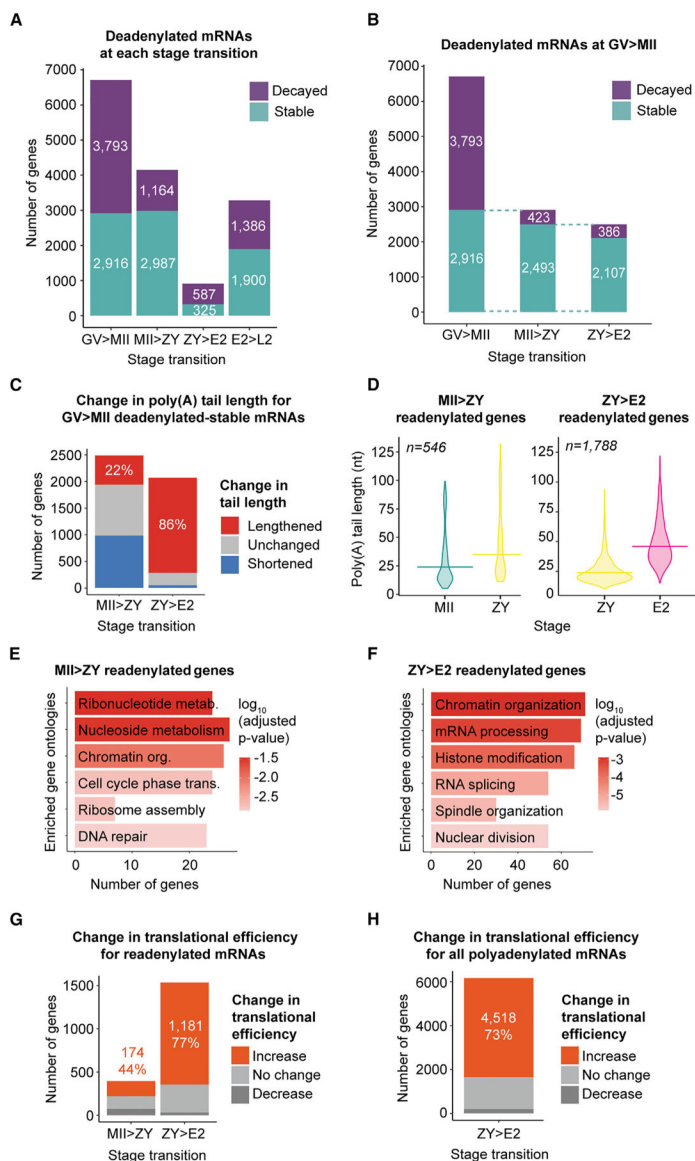 A
Deadenylated mRNAs
at each stage transition
Number of genes
7000
6000
5000
4000
3000
2000
1000
0
Decayed
Stable
3,793
2,916
1,164
2,987
587
325
1,386
1,900
GV>MII MII>ZY ZY>E2 E2>L2
Stage transition
B
Deadenylated mRNAs at GV>MII
Number of genes
7000
6000
5000
4000
3000
2000
1000
0
Decayed
Stable
3,793
2,916
423
2,493
386
2,107
GV>MII MII>ZY ZY>E2
Stage transition
C
Change in poly(A) tail length for
GV>MII deadenylated-stable mRNAs
Number of genes
2500
2000
1500
1000
500
0
22%
86%
Change in
tail length
Lengthened
Unchanged
Shortened
MII>ZY ZY>E2
Stage transition
D
MII>ZY
readenylated genes
ZY>E2
readenylated genes
Poly(A) tail length (nt)
n=546
125
100
75
50
25
MII ZY
n=1,788
125
100
75
50
25
ZY E2
Stage
E
MII>ZY readenylated genes
Enriched gene ontologies
Ribonucleotide metab.
Nucleoside metabolism
Chromatin org.
Cell cycle phase trans.
Ribosome assembly
DNA repair
0 20
Number of genes
log10
(adjusted
p-value)
-1.5
-2.0
-2.5
F
ZY>E2 readenylated genes
Enriched gene ontologies
Chromatin organization
mRNA processing
Histone modification
RNA splicing
Spindle organization
Nuclear division
0 20 40 60
Number of genes
log10
(adjusted
p-value)
-3
-4
-5
G
Change in translational efficiency
for readenylated mRNAs
Number of genes
1500
1000
500
0
174
44%
1,181
77%
Change in
translational
efficiency
Increase
No change
Decrease
MII>ZY ZY>E2
Stage transition
H
Change in translational efficiency
for all polyadenylated mRNAs
Number of genes
6000
4000
2000
0
4,518
73%
Change in
translational
efficiency
Increase
No change
Decrease
ZY>E2
Stage transition